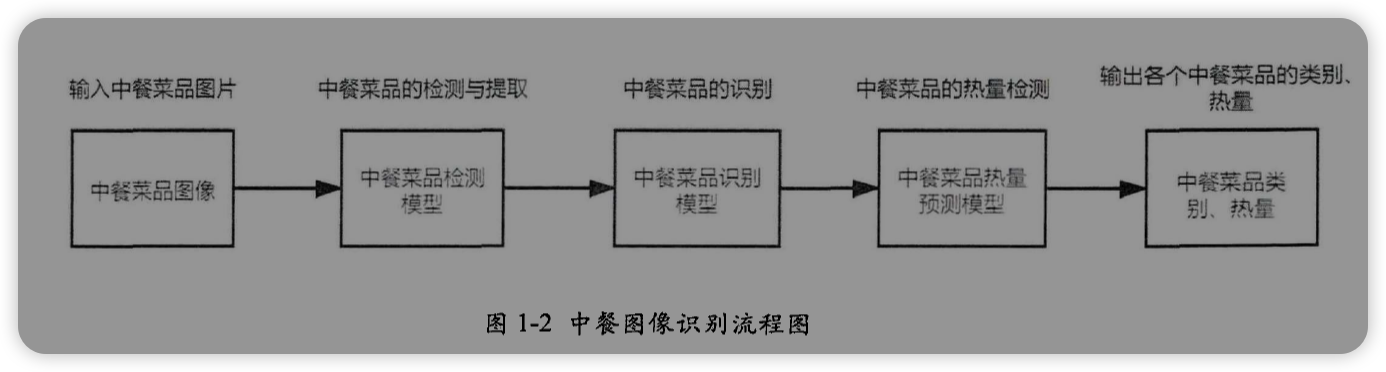 输入中餐菜品图片
中餐菜品的检测与提取
中餐菜品的识别
中餐菜品的热量检测
输出各个中餐菜品的类别、
热量
中餐菜品图像
中餐菜品检测
模型
中餐菜品识别
模型
中餐菜品热量
预测模型
中餐菜品类
别、热量
图 1-2 中餐图像识别流程图